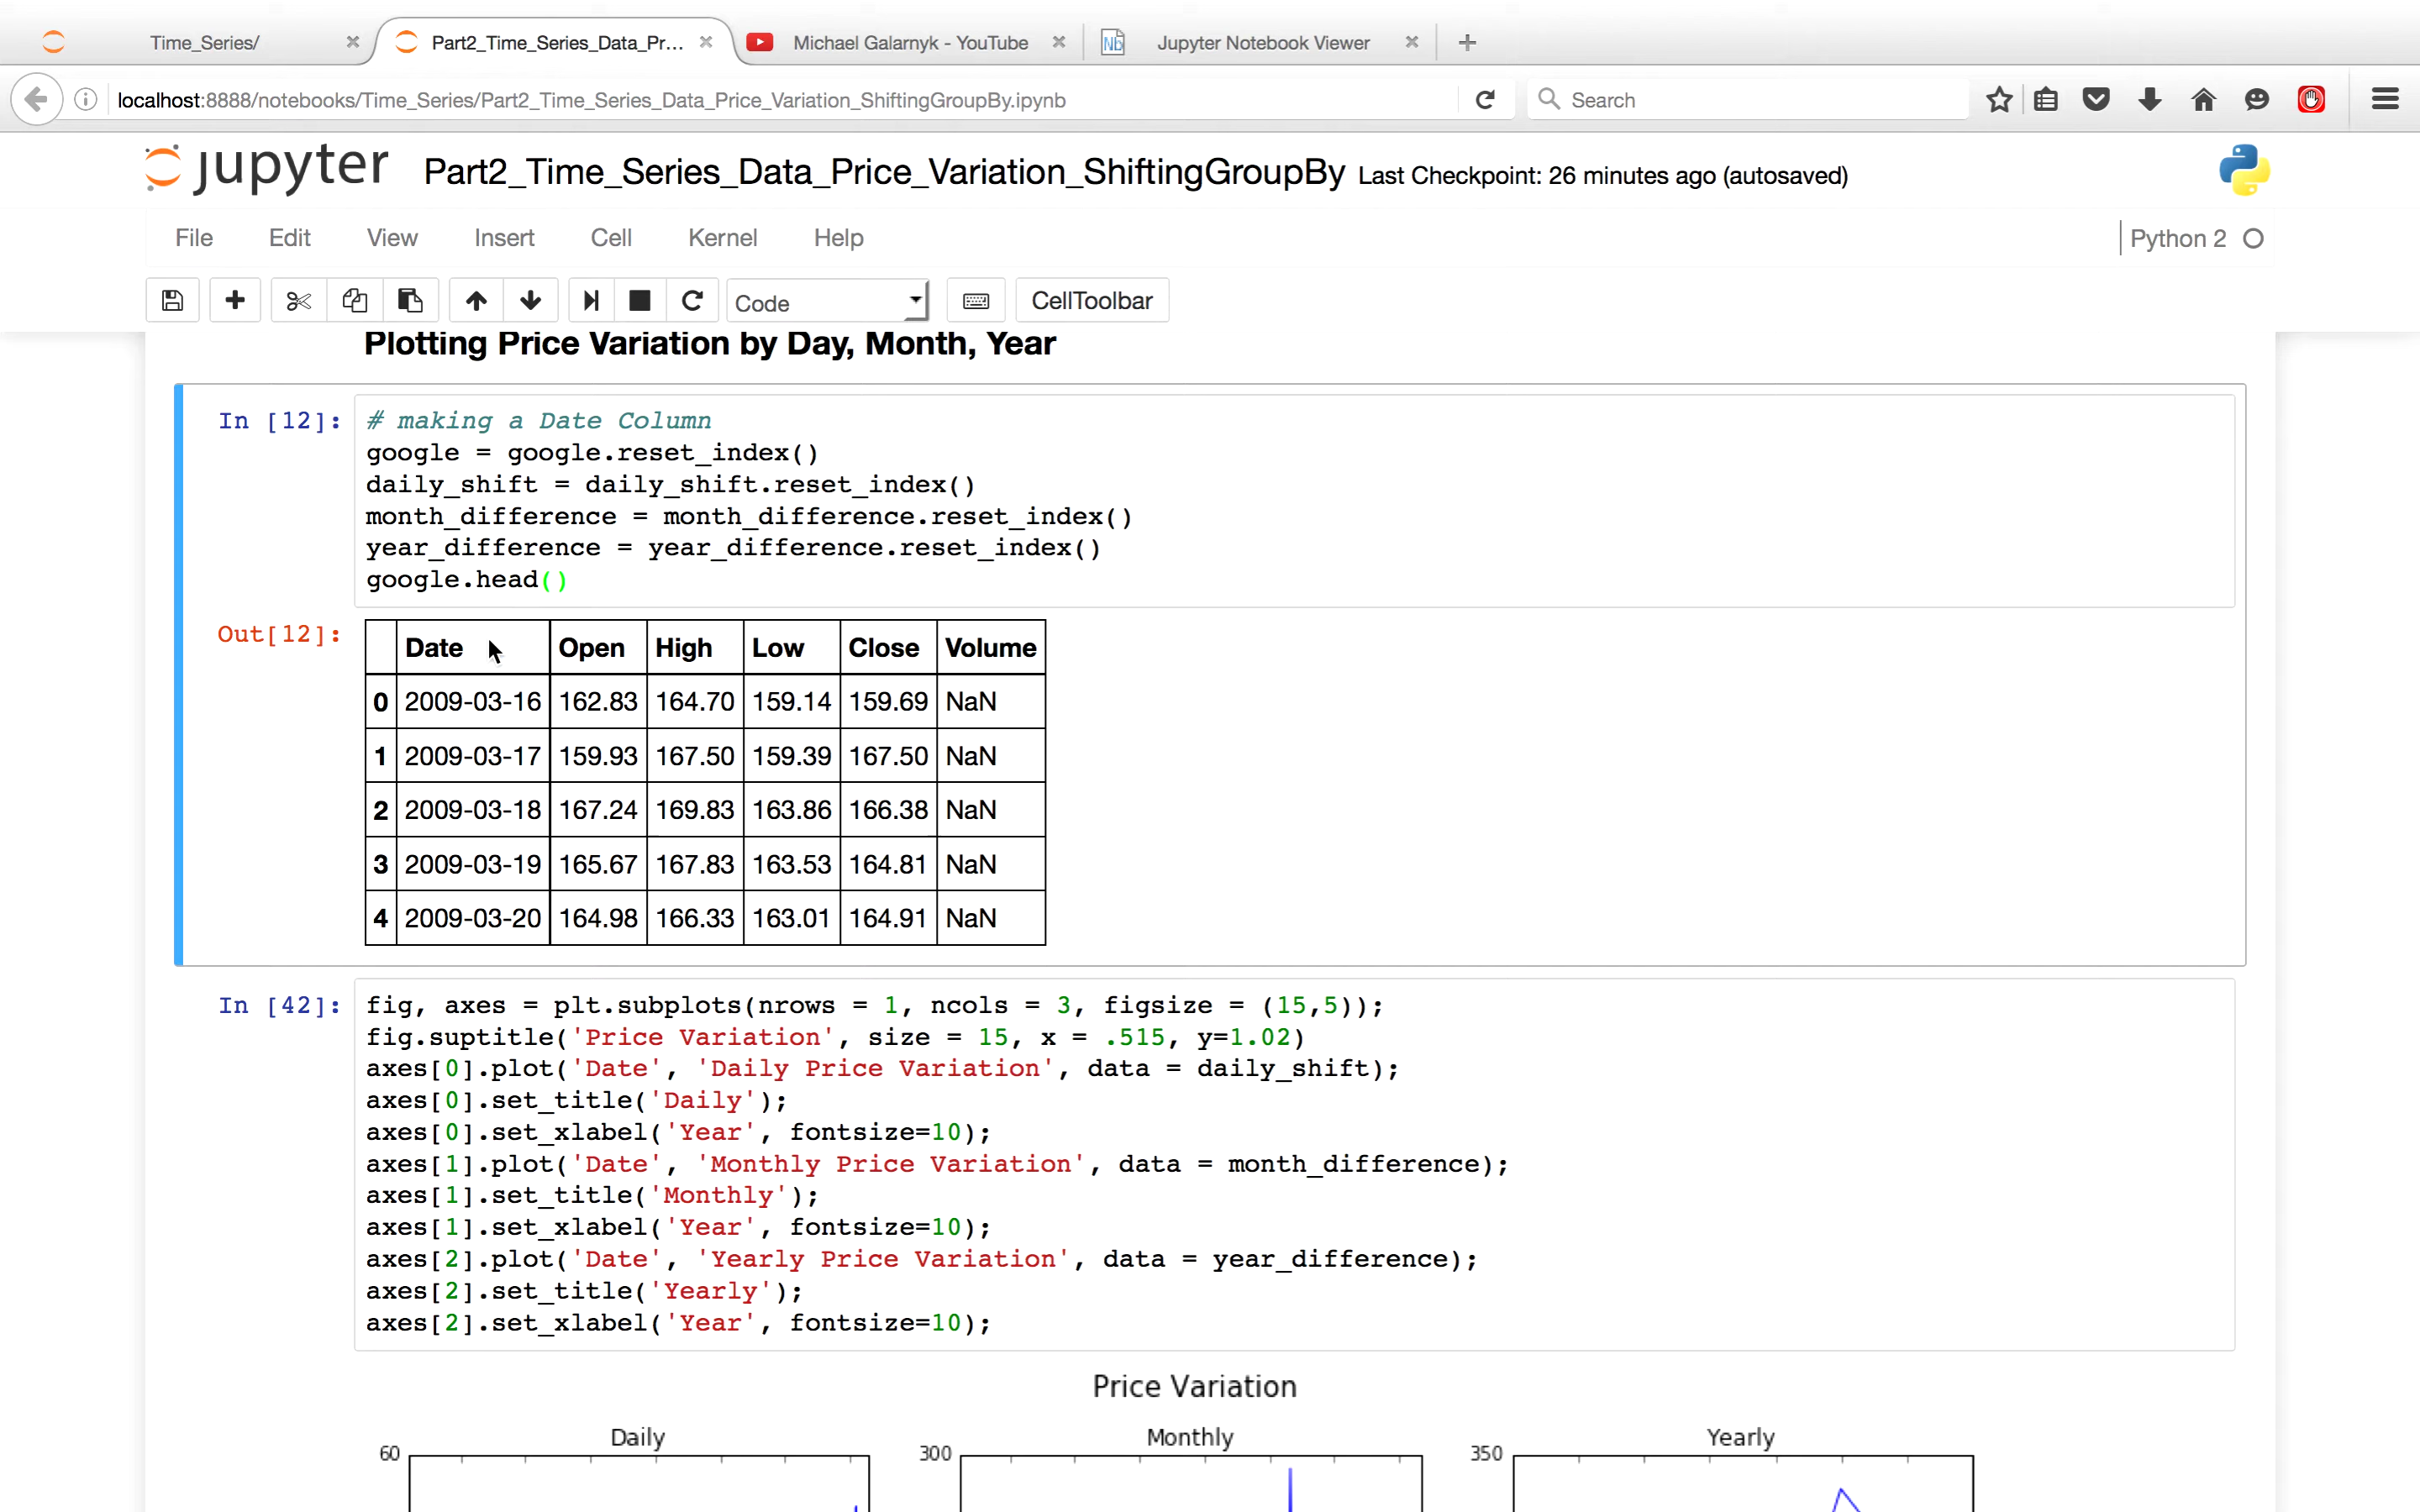 Time_Series/ Part2_Time_Series_Data_Pr... Michael Galarnyk - YouTube Jupyter Notebook Viewer
localhost:8888/notebooks/Time_Series/Part2_Time_Series_Data_Price_Variation_ShiftingGroupBy.ipynb Search
jupyter Part2_Time_Series_Data_Price_Variation_ShiftingGroupBy Last Checkpoint: 26 minutes ago (autosaved)
File Edit View Insert Cell Kernel Help Python 2
Code CellToolbar
Plotting Price Variation by Day, Month, Year
In [12]: # making a Date Column
google = google.reset_index()
daily_shift = daily_shift.reset_index()
month_difference = month_difference.reset_index()
year_difference = year_difference.reset_index()
google.head()
Out[12]:
Date Open High Low Close Volume
0 2009-03-16 162.83 164.70 159.14 159.69 NaN
1 2009-03-17 159.93 167.50 159.39 167.50 NaN
2 2009-03-18 167.24 169.83 163.86 166.38 NaN
3 2009-03-19 165.67 167.83 163.53 164.81 NaN
4 2009-03-20 164.98 166.33 163.01 164.91 NaN
In [42]: fig, axes = plt.subplots(nrows = 1, ncols = 3, figsize = (15,5));
fig.suptitle('Price Variation', size = 15, x = .515, y=1.02)
axes[0].plot('Date', 'Daily Price Variation', data = daily_shift);
axes[0].set_title('Daily');
axes[0].set_xlabel('Year', fontsize=10);
axes[1].plot('Date', 'Monthly Price Variation', data = month_difference);
axes[1].set_title('Monthly');
axes[1].set_xlabel('Year', fontsize=10);
axes[2].plot('Date', 'Yearly Price Variation', data = year_difference);
axes[2].set_title('Yearly');
axes[2].set_xlabel('Year', fontsize=10);
Price Variation
Daily Monthly Yearly
60 300 350